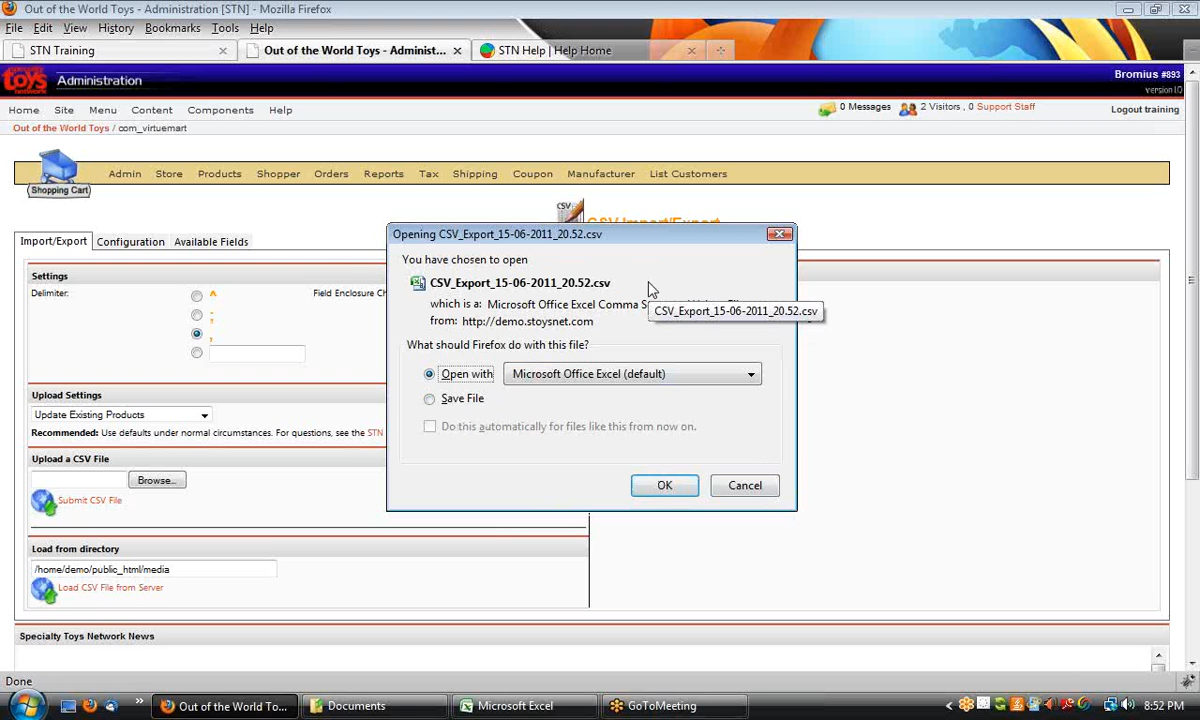 Out of the World Toys - Administration [STN] - Mozilla Firefox
File Edit View History Bookmarks Tools Help
STN Training
Out of the World Toys - Administ...
STN Help | Help Home
toys
Administration
Bromius #893
version 1.0
Home Site Menu Content Components Help
0 Messages
2 Visitors , 0 Support Staff
Logout training
Out of the World Toys / com_virtuemart
Shopping Cart
Admin Store Products Shopper Orders Reports Tax Shipping Coupon Manufacturer List Customers
CSV
CSV Import/Export
Import/Export Configuration Available Fields
Settings
Delimiter:
^
Field Enclosure Ch
;
,
Upload Settings
Update Existing Products
Recommended: Use defaults under normal circumstances. For questions, see the STN
Upload a CSV File
Browse...
Submit CSV File
Load from directory
/home/demo/public_html/media
Load CSV File from Server
Specialty Toys Network News
Opening CSV_Export_15-06-2011_20.52.csv
You have chosen to open
CSV_Export_15-06-2011_20.52.csv
which is a: Microsoft Office Excel Comma S
CSV_Export_15-06-2011_20.52.csv
from: http://demo.stoysnet.com
What should Firefox do with this file?
Open with
Microsoft Office Excel (default)
Save File
Do this automatically for files like this from now on.
OK
Cancel
Done
Out of the World To...
Documents
Microsoft Excel
GoToMeeting
8:52 PM